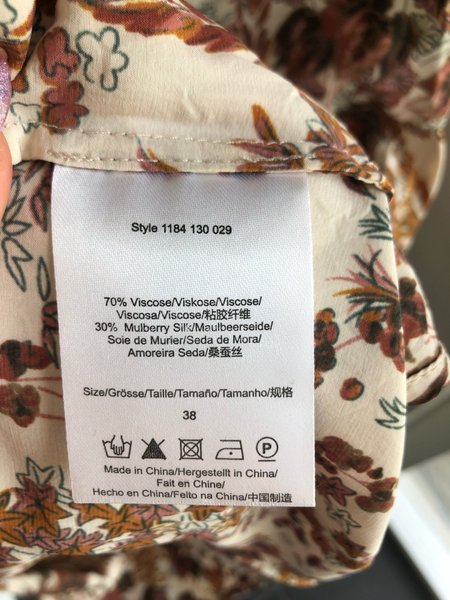 Style 1184 130 029
70% Viscose/Viskose/Viscose/
Viscosa/Viscose/粘胶纤维
30% Mulberry Silk/Maulbeerseide/
Soie de Murier/Seda de Mora/
Amoreira Seda/桑蚕丝
Size/Grösse/Taille/Tamaño/Tamanho/规格
38
P
Made in China/Hergestellt in China/
Fait en Chine/
Hecho en China/Feito na China/中国制造